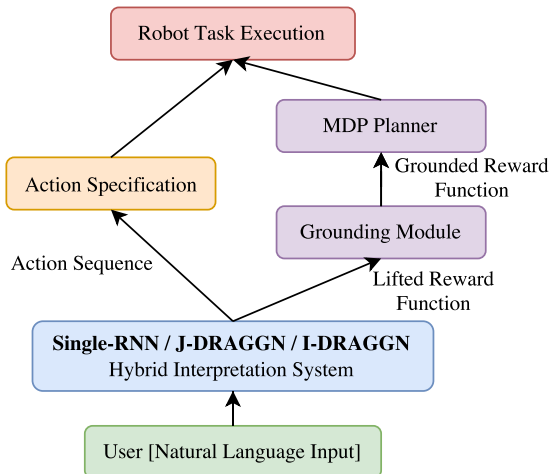 Robot Task Execution
MDP Planner
Grounded Reward
Function
Action Specification
Grounding Module
Action Sequence
Lifted Reward
Function
Single-RNN / J-DRAGGN / I-DRAGGN
Hybrid Interpretation System
User [Natural Language Input]